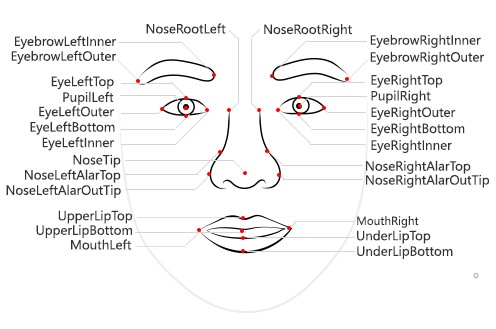 NoseRootLeft NoseRootRight
EyebrowLeftInner EyebrowRightInner
EyebrowLeftOuter EyebrowRightOuter
EyeLeftTop EyeRightTop
PupilLeft PupilRight
EyeLeftOuter EyeRightOuter
EyeLeftBottom EyeRightBottom
EyeLeftInner EyeRightInner
NoseTip NoseRightAlarTop
NoseLeftAlarTop NoseRightAlarOutTip
NoseLeftAlarOutTip
UpperLipTop MouthRight
UpperLipBottom UnderLipTop
MouthLeft UnderLipBottom